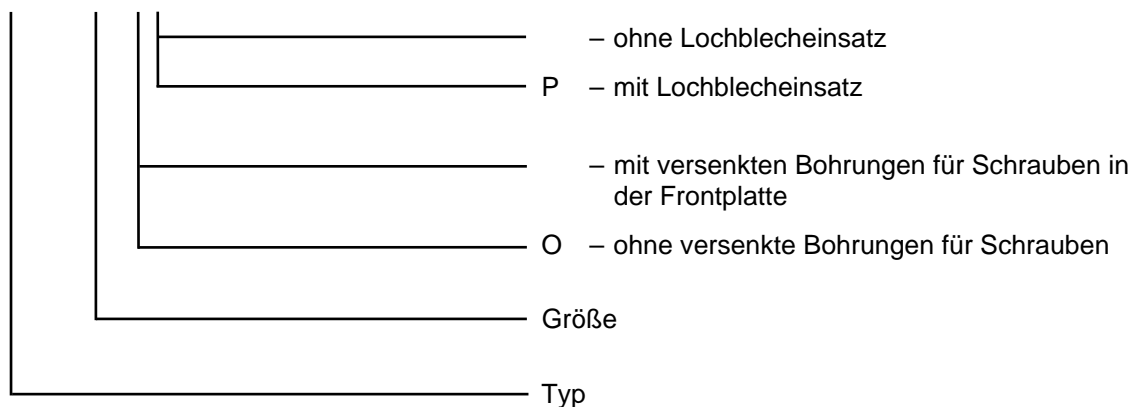 – ohne Lochblecheinsatz
P – mit Lochblecheinsatz
– mit versenkten Bohrungen für Schrauben in
der Frontplatte
O – ohne versenkte Bohrungen für Schrauben
Größe
Typ